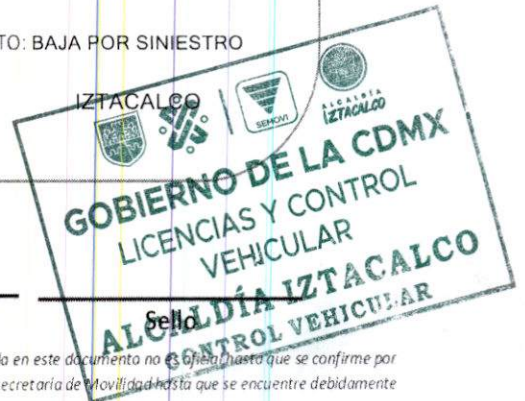 TO: BAJA POR SINIESTRO
IZTACALCO
SEMOVI
ALCALDÍA
IZTACALCO
GOBIERNO DE LA CDMX
LICENCIAS Y CONTROL
VEHICULAR
ALCALDÍA IZTACALCO
CONTROL VEHICULAR
Sello
a en este documento no es oficial hasta que se confirme por
ecretaría de Movilidad hasta que se encuentre debidamente